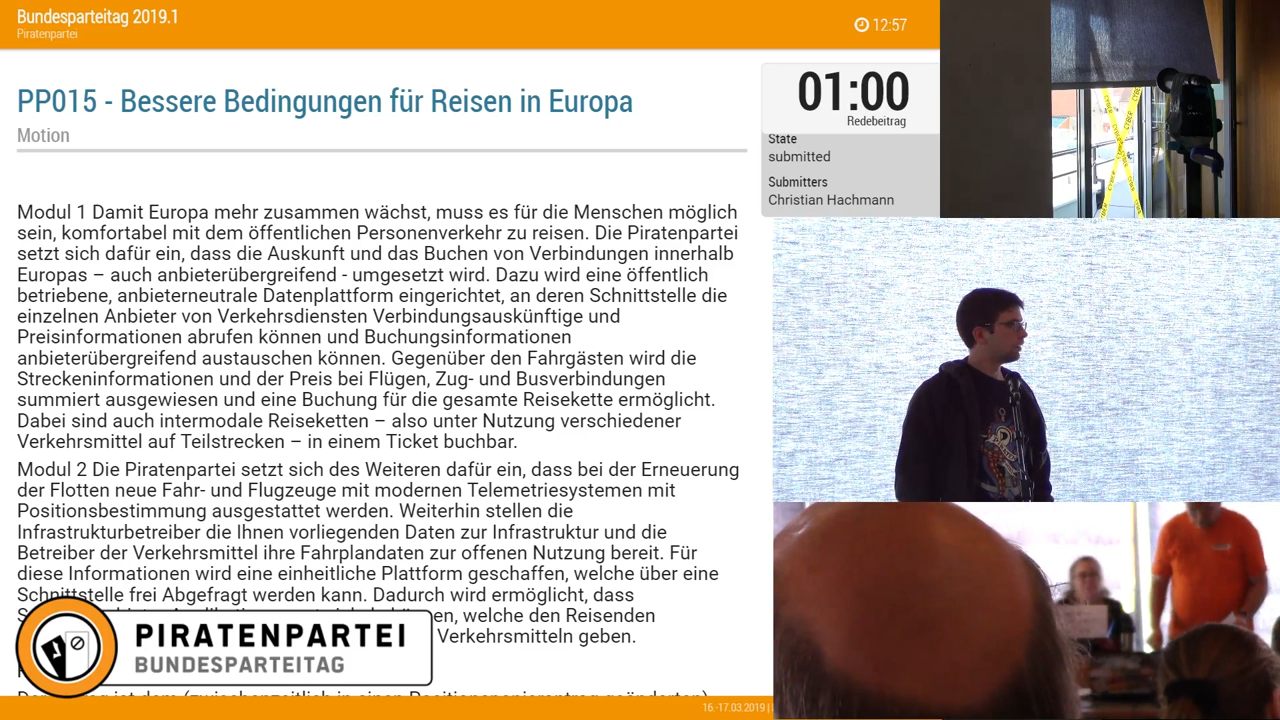 Bundesparteitag 2019.1
Piratenpartei
12:57
PP015 - Bessere Bedingungen für Reisen in Europa
Motion
01:00
Redebeitrag
State
submitted
Submitters
Christian Hachmann
Modul 1 Damit Europa mehr zusammen wächst, muss es für die Menschen möglich
sein, komfortabel mit dem öffentlichen Personenverkehr zu reisen. Die Piratenpartei
setzt sich dafür ein, dass die Auskunft und das Buchen von Verbindungen innerhalb
Europas – auch anbieterübergreifend - umgesetzt wird. Dazu wird eine öffentlich
betriebene, anbieterneutrale Datenplattform eingerichtet, an deren Schnittstelle die
einzelnen Anbieter von Verkehrsdiensten Verbindungsauskünftige und
Preisinformationen abrufen können und Buchungsinformationen
anbieterübergreifend austauschen können. Gegenüber den Fahrgästen wird die
Streckeninformationen und der Preis bei Flügen, Zug- und Busverbindungen
summiert ausgewiesen und eine Buchung für die gesamte Reisekette ermöglicht.
Dabei sind auch intermodale Reiseketten – also unter Nutzung verschiedener
Verkehrsmittel auf Teilstrecken – in einem Ticket buchbar.
Modul 2 Die Piratenpartei setzt sich des Weiteren dafür ein, dass bei der Erneuerung
der Flotten neue Fahr- und Flugzeuge mit modernen Telemetriesystemen mit
Positionsbestimmung ausgestattet werden. Weiterhin stellen die
Infrastrukturbetreiber die Ihnen vorliegenden Daten zur Infrastruktur und die
Betreiber der Verkehrsmittel ihre Fahrplandaten zur offenen Nutzung bereit. Für
diese Informationen wird eine einheitliche Plattform geschaffen, welche über eine
Schnittstelle frei Abgefragt werden kann. Dadurch wird ermöglicht, dass
welche den Reisenden
Verkehrsmitteln geben.
PIRATENPARTEI
BUNDESPARTEITAG
16.-17.03.2019 |
CYBER
CYBER